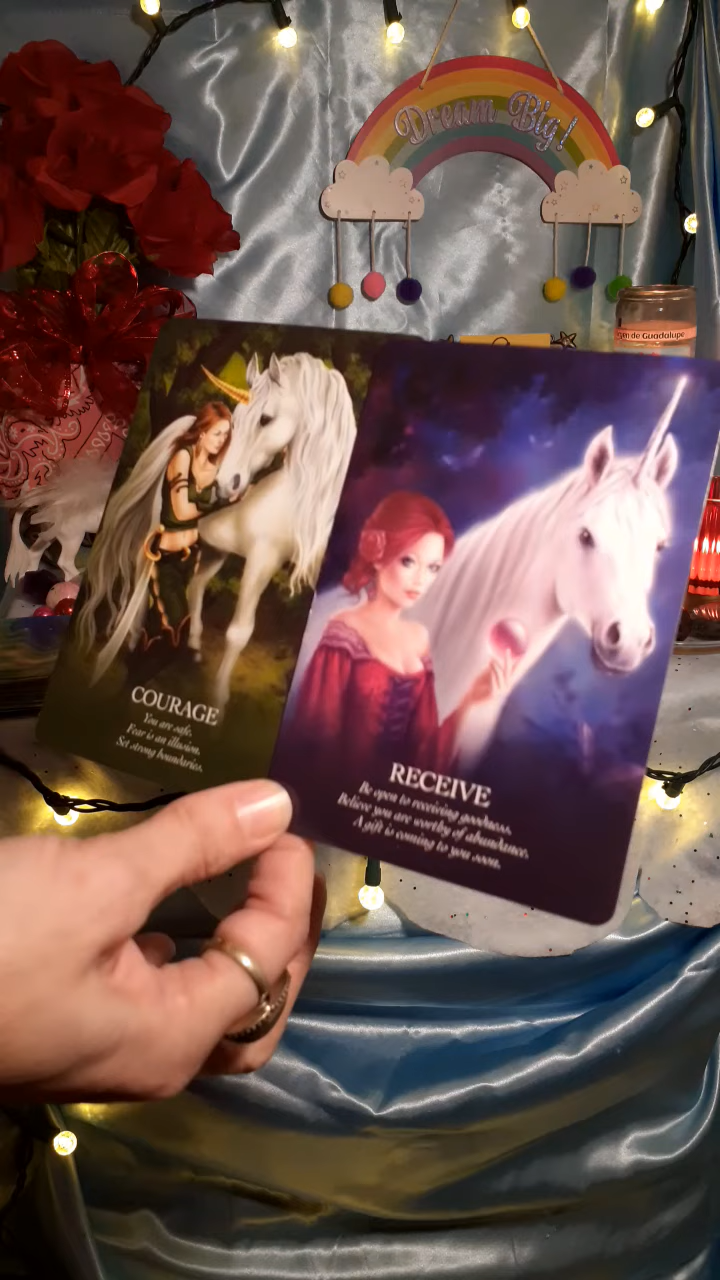 Dream Big!
de Guadalupe
COURAGE
You are safe.
Fear is an illusion.
Set strong boundaries.
RECEIVE
Be open to receiving goodness.
Believe you are worthy of abundance.
A gift is coming to you soon.